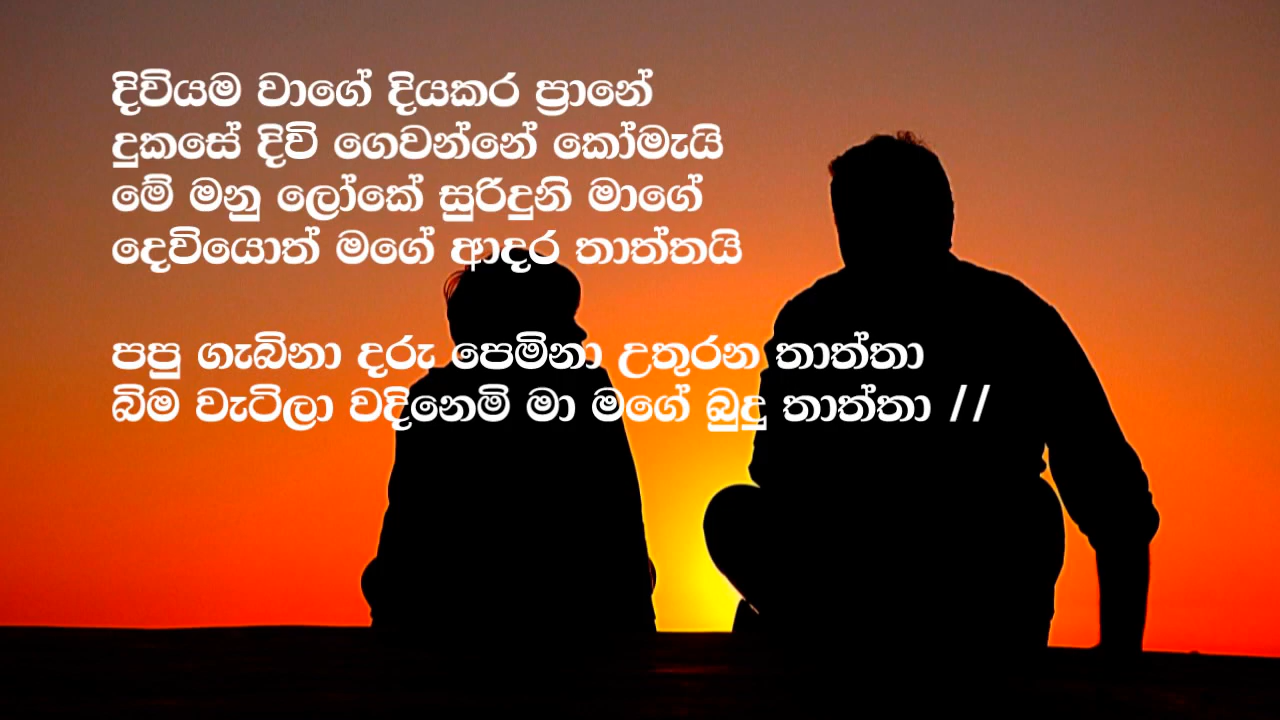 දිවියම වාගේ දියකර ප්‍රානේ
දුකසේ දිවි ගෙවන්නේ කෝමැයි
මේ මනු ලෝකේ සුරිදුනි මාගේ
දෙවියොත් මගේ ආදර තාත්තයි
පපු ගැබිනා දරු පෙමිනා උතුරන තාත්තා
බිම වැටිලා වදිනෙමි මා මගේ බුදු තාත්තා //